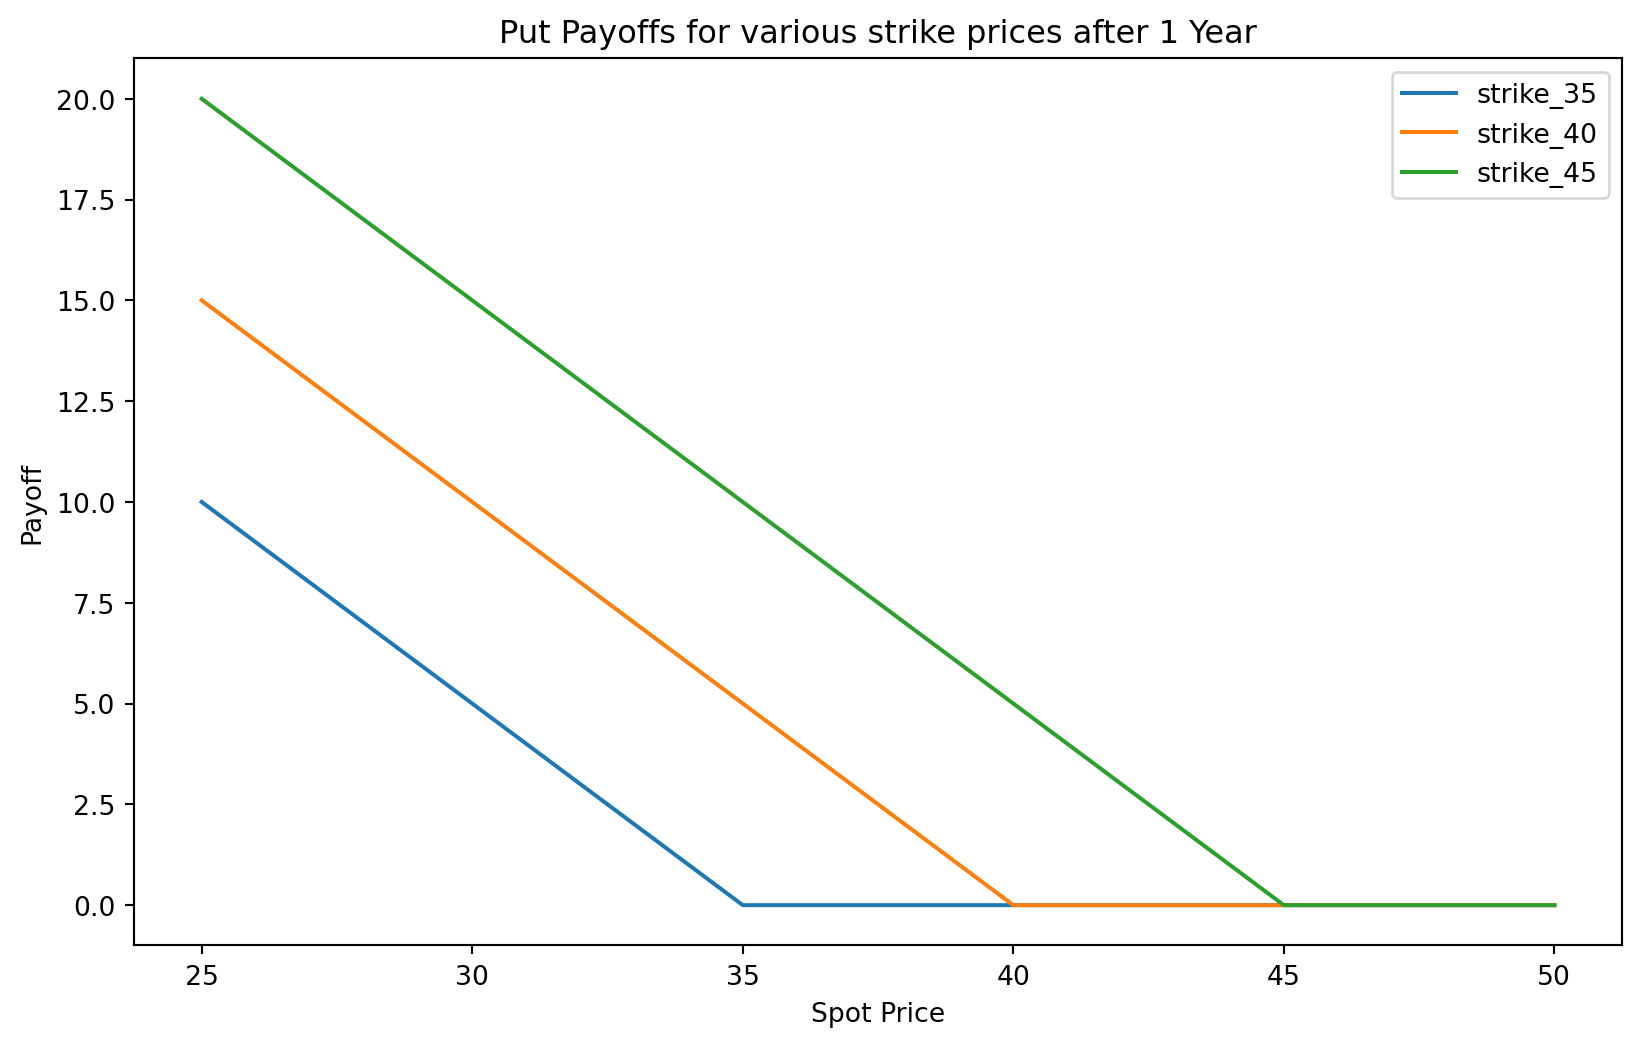 Put Payoffs for various strike prices after 1 Year
strike_35
strike_40
strike_45
Payoff
20.0
17.5
15.0
12.5
10.0
7.5
5.0
2.5
0.0
25 30 35 40 45 50
Spot Price